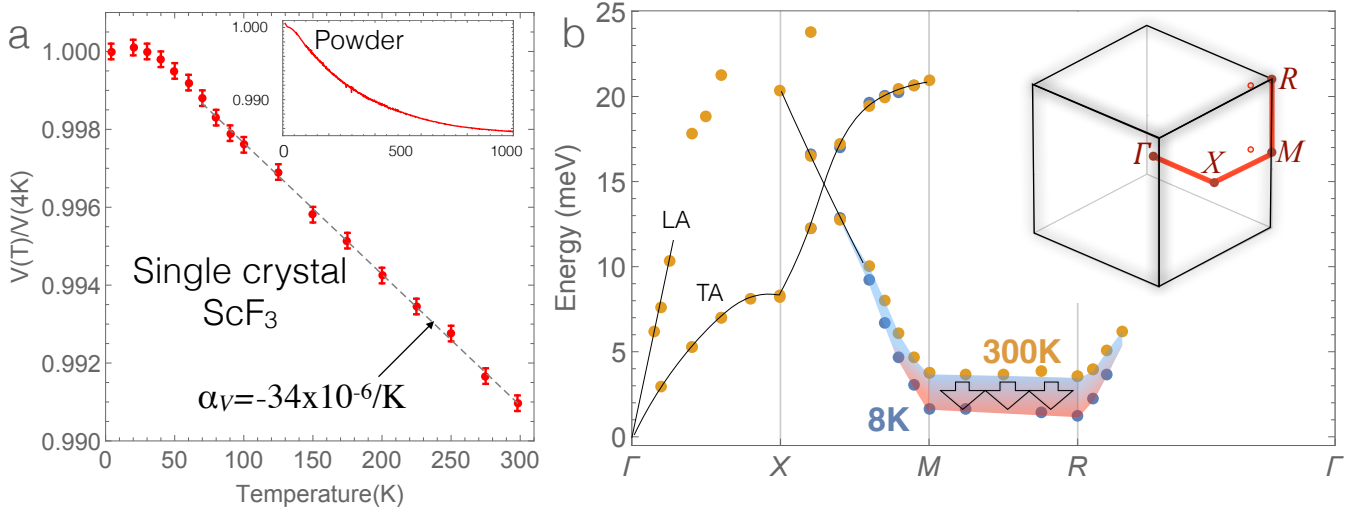 a
V(T)/V(4K)
1.000
0.998
0.996
0.994
0.992
0.990
0 50 100 150 200 250 300
Temperature(K)
Powder
1.000
0.990
0 500 1000
Single crystal
ScF3
αV=-34x10-6/K
b
Energy (meV)
25
20
15
10
5
0
Γ X M R Γ
LA
TA
300K
8K
R
Γ X M